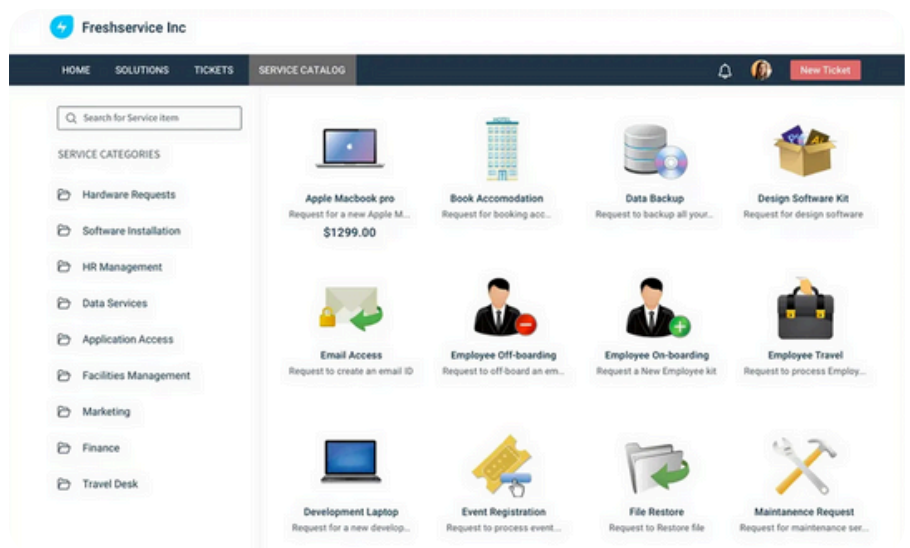 Freshservice Inc
HOME SOLUTIONS TICKETS SERVICE CATALOG New Ticket
Search for Service item
SERVICE CATEGORIES
Hardware Requests
Software Installation
HR Management
Data Services
Application Access
Facilities Management
Marketing
Finance
Travel Desk
Apple Macbook pro
Request for a new Apple M...
$1299.00
Book Accomodation
Request for booking acc...
Data Backup
Request to backup all your...
Design Software Kit
Request for design software
Email Access
Request to create an email ID
Employee Off-boarding
Request to off-board an em...
Employee On-boarding
Request a New Employee kit
Employee Travel
Request to process Employ...
Development Laptop
Request for a new develop...
Event Registration
Request to process event...
File Restore
Request to Restore file
Maintanence Request
Request for maintenance ser...